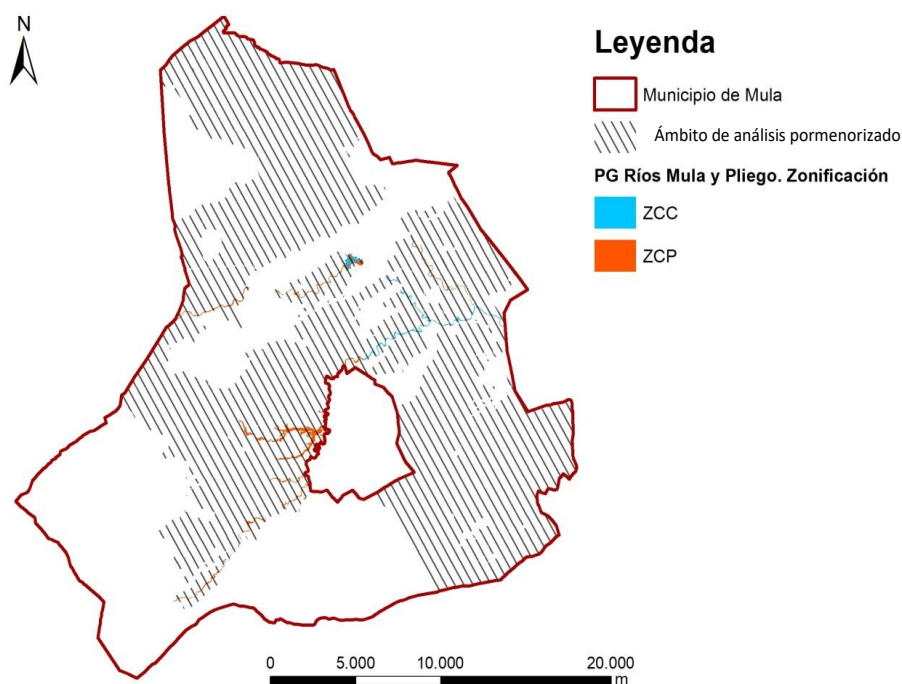 N
Leyenda
Municipio de Mula
Ámbito de análisis pormenorizado
PG Ríos Mula y Pliego. Zonificación
ZCC
ZCP
0 5.000 10.000 20.000
m